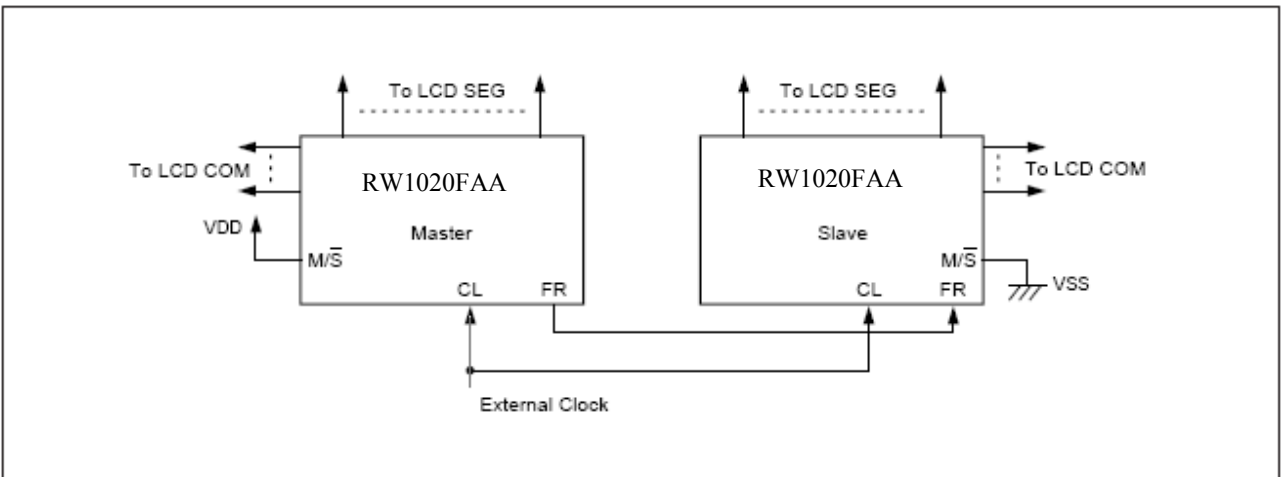 To LCD SEG
To LCD COM
RW1020FAA
VDD
Master
M/S̅
CL FR
To LCD SEG
RW1020FAA
To LCD COM
Slave
M/S̅
VSS
CL FR
External Clock